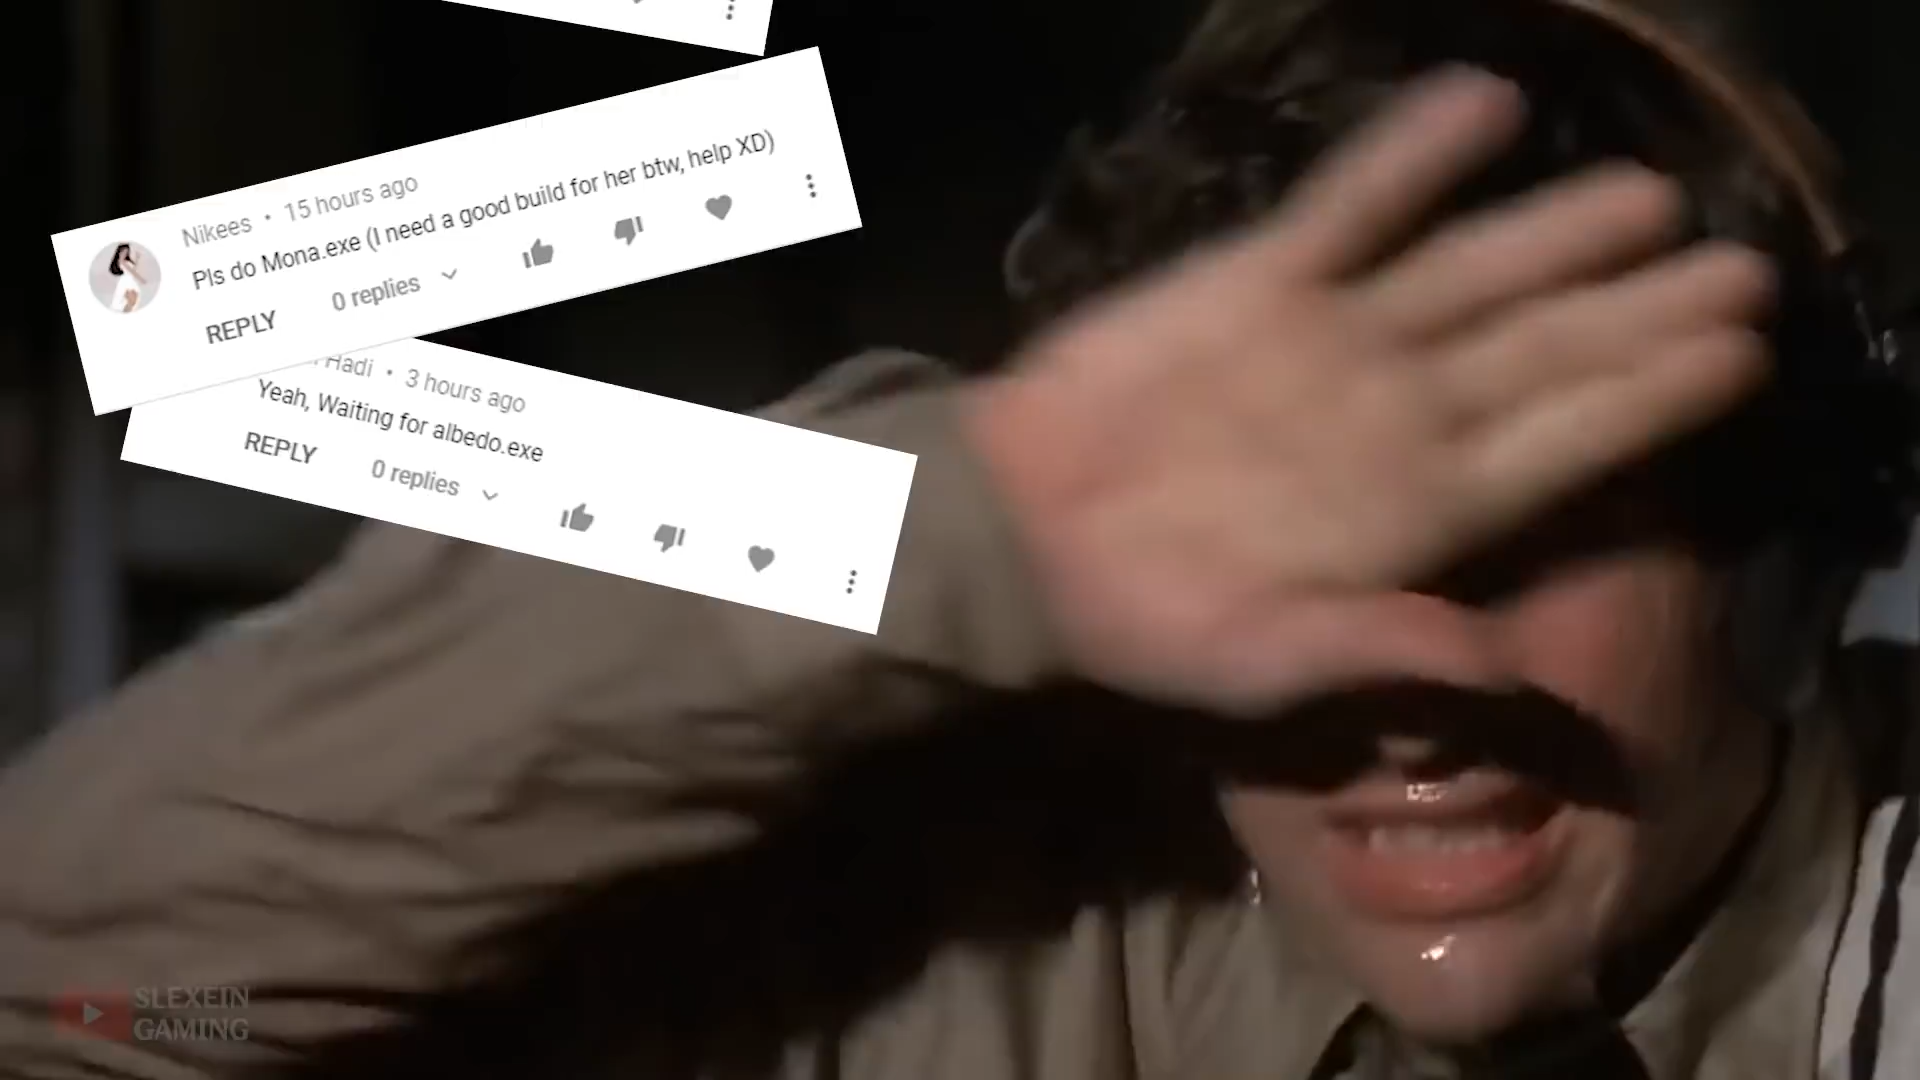 Nikees • 15 hours ago
Pls do Mona.exe (I need a good build for her btw, help XD)
REPLY
0 replies
Hadi • 3 hours ago
Yeah, Waiting for albedo.exe
REPLY
0 replies
SLEXEIN
GAMING